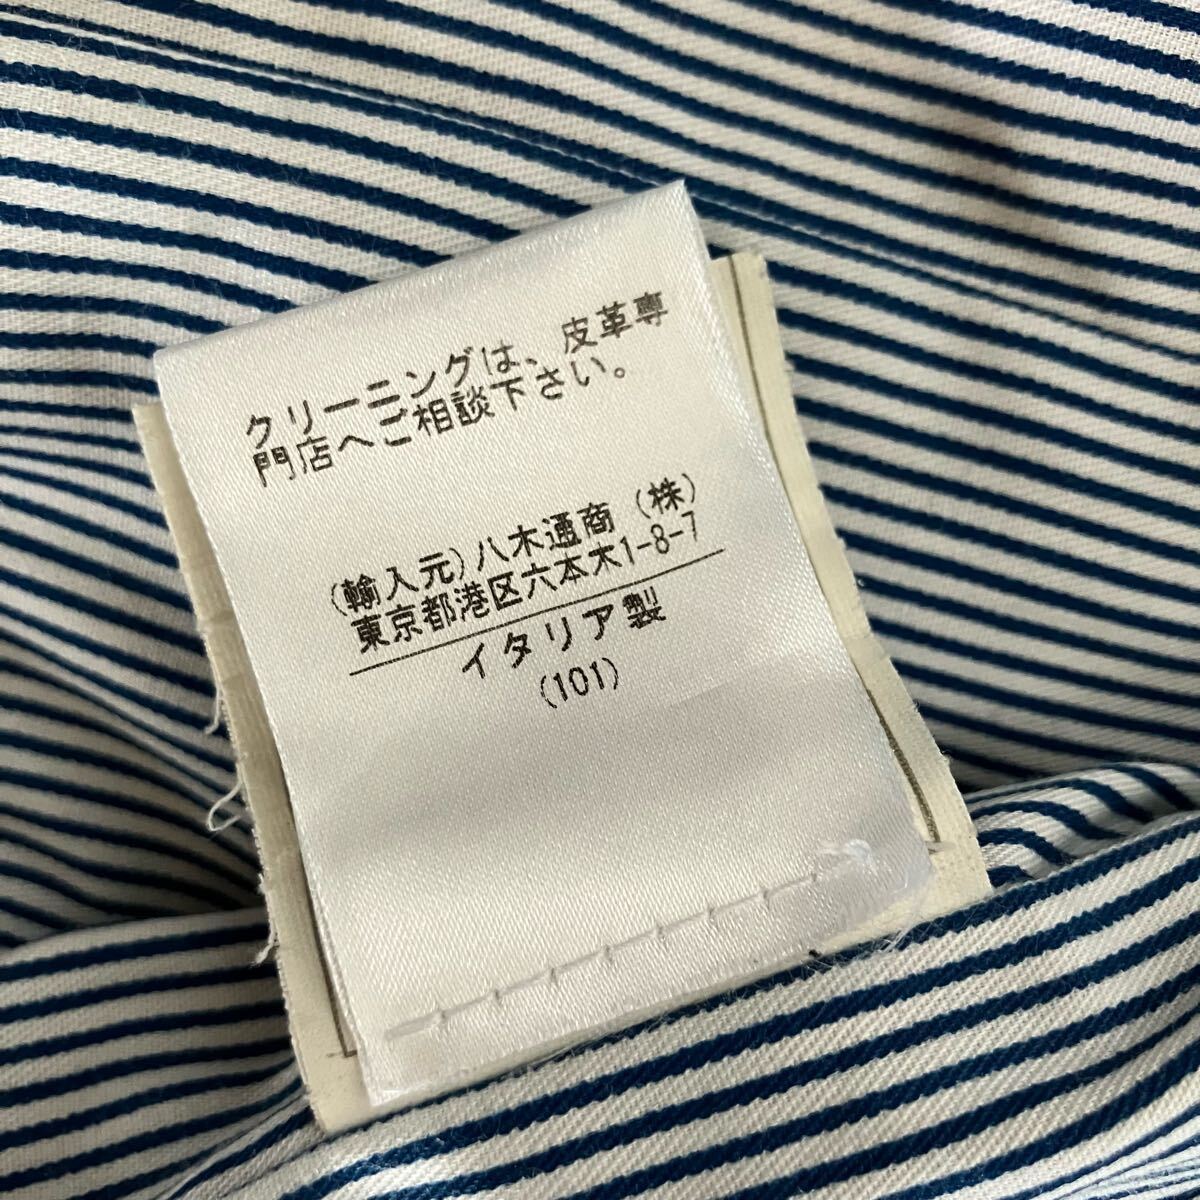 クリーニングは、皮革専
門店へご相談下さい。
(輸入元)八木通商(株)
東京都港区六本木1-8-7
イタリア製
(101)